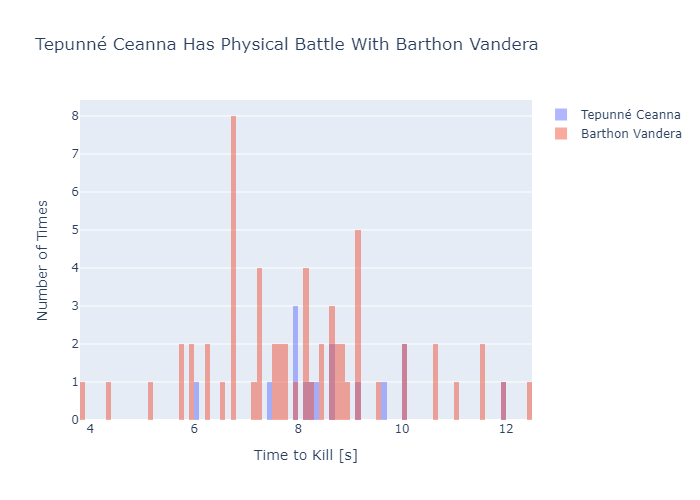 Tepunné Ceanna Has Physical Battle With Barthon Vandera
Tepunné Ceanna
Barthon Vandera
8
7
6
5
4
3
2
1
0
Number of Times
4 6 8 10 12
Time to Kill [s]